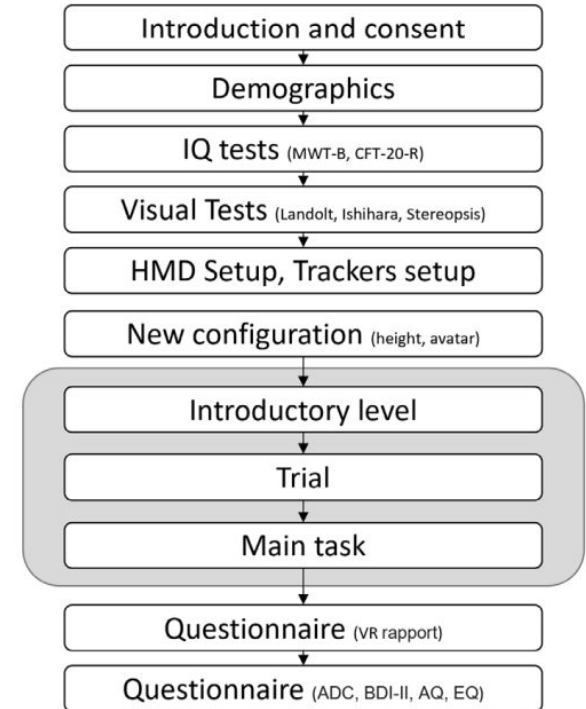 Introduction and consent
Demographics
IQ tests (MWT-B, CFT-20-R)
Visual Tests (Landolt, Ishihara, Stereopsis)
HMD Setup, Trackers setup
New configuration (height, avatar)
Introductory level
Trial
Main task
Questionnaire (VR rapport)
Questionnaire (ADC, BDI-II, AQ, EQ)